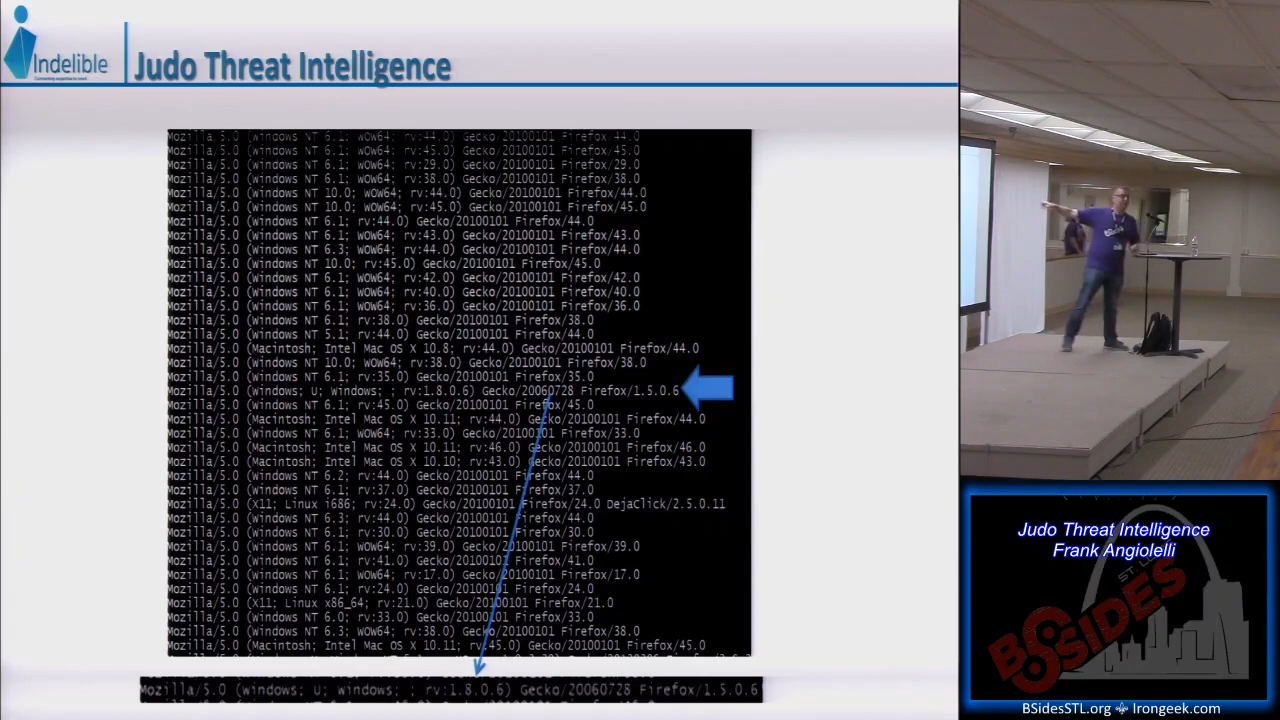 Indelible
Judo Threat Intelligence
Mozilla/5.0 (Windows NT 6.1; WOW64; rv:44.0) Gecko/20100101 Firefox/44.0
Mozilla/5.0 (Windows NT 6.1; WOW64; rv:45.0) Gecko/20100101 Firefox/45.0
Mozilla/5.0 (Windows NT 6.1; WOW64; rv:29.0) Gecko/20100101 Firefox/29.0
Mozilla/5.0 (Windows NT 6.1; WOW64; rv:38.0) Gecko/20100101 Firefox/38.0
Mozilla/5.0 (Windows NT 10.0; WOW64; rv:44.0) Gecko/20100101 Firefox/44.0
Mozilla/5.0 (Windows NT 10.0; WOW64; rv:45.0) Gecko/20100101 Firefox/45.0
Mozilla/5.0 (Windows NT 6.1; rv:44.0) Gecko/20100101 Firefox/44.0
Mozilla/5.0 (Windows NT 6.1; WOW64; rv:43.0) Gecko/20100101 Firefox/43.0
Mozilla/5.0 (Windows NT 6.3; WOW64; rv:44.0) Gecko/20100101 Firefox/44.0
Mozilla/5.0 (Windows NT 10.0; rv:45.0) Gecko/20100101 Firefox/45.0
Mozilla/5.0 (Windows NT 6.1; WOW64; rv:42.0) Gecko/20100101 Firefox/42.0
Mozilla/5.0 (Windows NT 6.1; WOW64; rv:40.0) Gecko/20100101 Firefox/40.0
Mozilla/5.0 (Windows NT 6.1; WOW64; rv:36.0) Gecko/20100101 Firefox/36.0
Mozilla/5.0 (Windows NT 6.1; rv:38.0) Gecko/20100101 Firefox/38.0
Mozilla/5.0 (Windows NT 5.1; rv:44.0) Gecko/20100101 Firefox/44.0
Mozilla/5.0 (Macintosh; Intel Mac OS X 10.8; rv:44.0) Gecko/20100101 Firefox/44.0
Mozilla/5.0 (Windows NT 10.0; WOW64; rv:38.0) Gecko/20100101 Firefox/38.0
Mozilla/5.0 (Windows NT 6.1; rv:35.0) Gecko/20100101 Firefox/35.0
Mozilla/5.0 (Windows; U; Windows; ; rv:1.8.0.6) Gecko/20060728 Firefox/1.5.0.6
Mozilla/5.0 (Windows NT 6.1; rv:45.0) Gecko/20100101 Firefox/45.0
Mozilla/5.0 (Macintosh; Intel Mac OS X 10.11; rv:44.0) Gecko/20100101 Firefox/44.0
Mozilla/5.0 (Windows NT 6.1; WOW64; rv:33.0) Gecko/20100101 Firefox/33.0
Mozilla/5.0 (Macintosh; Intel Mac OS X 10.11; rv:46.0) Gecko/20100101 Firefox/46.0
Mozilla/5.0 (Macintosh; Intel Mac OS X 10.10; rv:43.0) Gecko/20100101 Firefox/43.0
Mozilla/5.0 (Windows NT 6.2; rv:44.0) Gecko/20100101 Firefox/44.0
Mozilla/5.0 (Windows NT 6.1; rv:37.0) Gecko/20100101 Firefox/37.0
Mozilla/5.0 (X11; Linux i686; rv:24.0) Gecko/20100101 Firefox/24.0 DejaClick/2.5.0.11
Mozilla/5.0 (Windows NT 6.3; rv:44.0) Gecko/20100101 Firefox/44.0
Mozilla/5.0 (Windows NT 6.1; rv:30.0) Gecko/20100101 Firefox/30.0
Mozilla/5.0 (Windows NT 6.1; WOW64; rv:39.0) Gecko/20100101 Firefox/39.0
Mozilla/5.0 (Windows NT 6.1; rv:41.0) Gecko/20100101 Firefox/41.0
Mozilla/5.0 (Windows NT 6.1; WOW64; rv:17.0) Gecko/20100101 Firefox/17.0
Mozilla/5.0 (Windows NT 6.1; rv:24.0) Gecko/20100101 Firefox/24.0
Mozilla/5.0 (X11; Linux x86_64; rv:21.0) Gecko/20100101 Firefox/21.0
Mozilla/5.0 (Windows NT 6.0; rv:33.0) Gecko/20100101 Firefox/33.0
Mozilla/5.0 (Windows NT 6.3; WOW64; rv:38.0) Gecko/20100101 Firefox/38.0
Mozilla/5.0 (Macintosh; Intel Mac OS X 10.11; rv:45.0) Gecko/20100101 Firefox/45.0
Mozilla/5.0 (Windows; U; Windows; ; rv:1.8.0.6) Gecko/20060728 Firefox/1.5.0.6
Judo Threat Intelligence
Frank Angiolelli
ST. LOUIS
BSIDES
BSidesSTL.org Irongeek.com